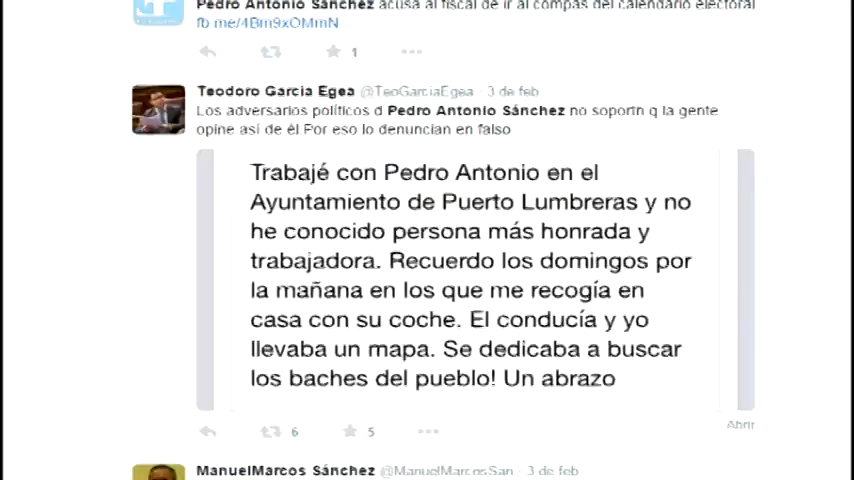 Pedro Antonio Sánchez acusa al fiscal de ir al compás del calendario electoral
fb.me/4Bm9xOMmN
1
Teodoro Garcia Egea @TeoGarciaEgea · 3 de feb
Los adversarios políticos d Pedro Antonio Sánchez no soportn q la gente
opine asi de él Por eso lo denuncian en falso
Trabajé con Pedro Antonio en el
Ayuntamiento de Puerto Lumbreras y no
he conocido persona más honrada y
trabajadora. Recuerdo los domingos por
la mañana en los que me recogía en
casa con su coche. El conducía y yo
llevaba un mapa. Se dedicaba a buscar
los baches del pueblo! Un abrazo
Abrir
6 5
ManuelMarcos Sánchez @ManuelMarcosSan · 3 de feb